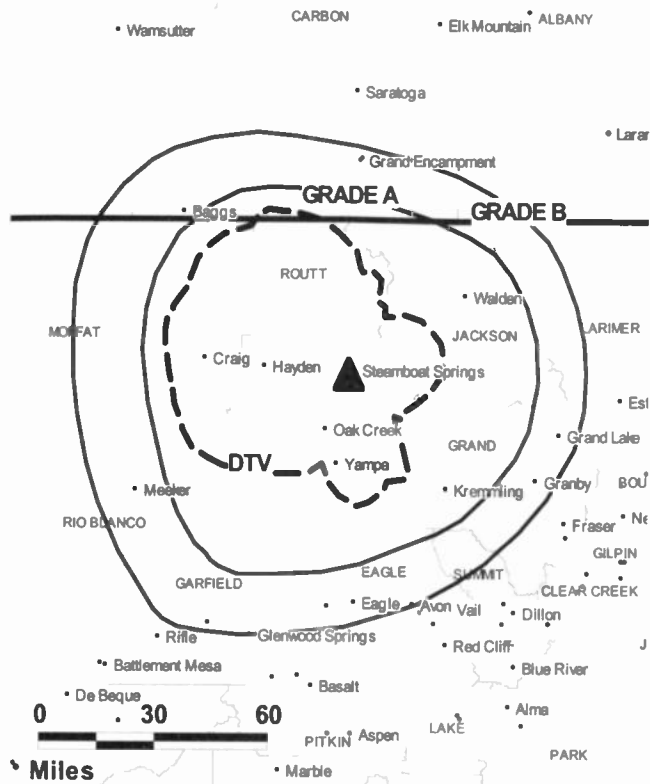 CARBON
ALBANY
Wamsutter
Elk Mountain
Saratoga
Grand Encampment
GRADE A
Baggs
GRADE B
ROUTT
Walden
MOFFAT
JACKSON
LARIMER
Craig
Hayden
Steamboat Springs
Oak Creek
GRAND
Grand Lake
DTV
Yampa
Meeker
Kremmling
Granby
BOU
RIO BLANCO
Fraser
Ne
GILPIN
GARFIELD
EAGLE
SUMMIT
CLEAR CREEK
Eagle
Avon
Vail
Dillon
Rifle
Glenwood Springs
Red Cliff
J
Battlement Mesa
Blue River
De Beque
Basalt
Alma
0 30 60
LAKE
PITKIN
Aspen
PARK
Miles
Marble